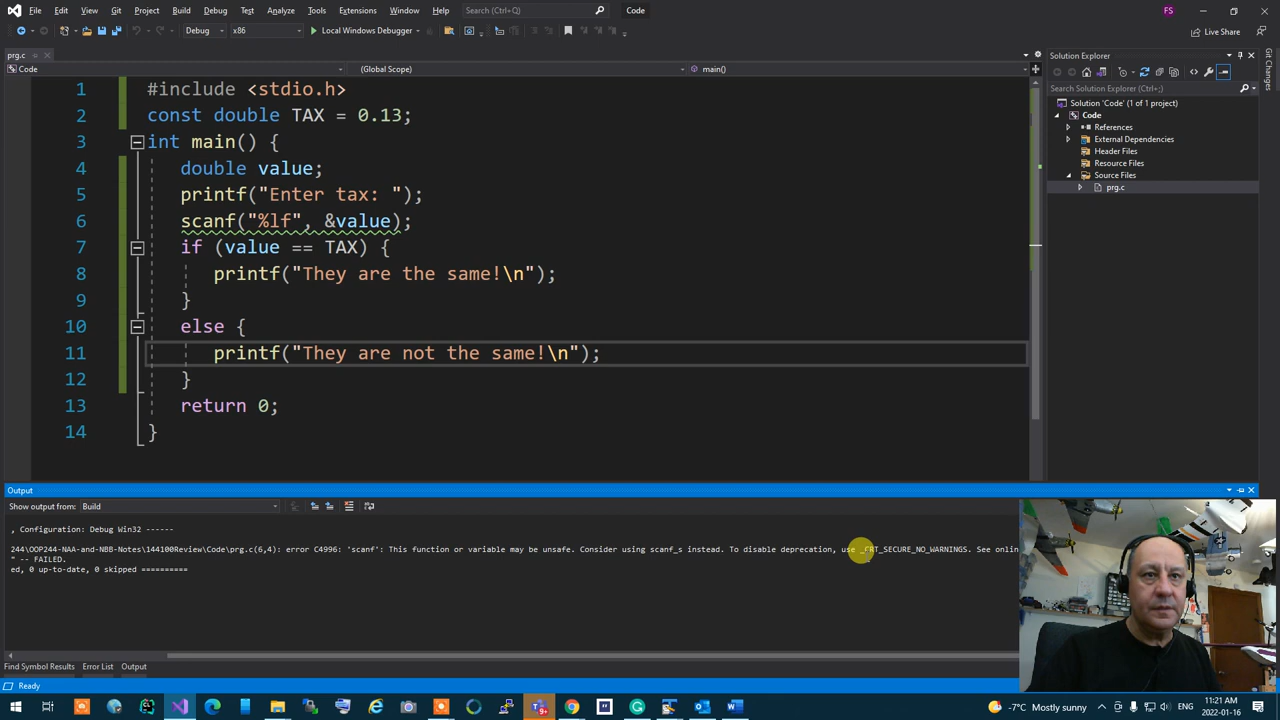 File Edit View Git Project Build Debug Test Analyze Tools Extensions Window Help Search (Ctrl+Q) Code FS
Debug x86 Local Windows Debugger Live Share
prg.c
Code (Global Scope) main()
1 #include <stdio.h>
2 const double TAX = 0.13;
3 int main() {
4 double value;
5 printf("Enter tax: ");
6 scanf("%lf", &value);
7 if (value == TAX) {
8 printf("They are the same!\n");
9 }
10 else {
11 printf("They are not the same!\n");
12 }
13 return 0;
14 }
Solution Explorer
Search Solution Explorer (Ctrl+;)
Solution 'Code' (1 of 1 project)
Code
References
External Dependencies
Header Files
Resource Files
Source Files
prg.c
Git Changes
Output
Show output from: Build
, Configuration: Debug Win32 ------
244\OOP244-NAA-and-NBB-Notes\144100Review\Code\prg.c(6,4): error C4996: 'scanf': This function or variable may be unsafe. Consider using scanf_s instead. To disable deprecation, use _CRT_SECURE_NO_WARNINGS. See onlin
" -- FAILED.
ed, 0 up-to-date, 0 skipped ==========
Find Symbol Results Error List Output
Ready
-7°C Mostly sunny ENG 11:21 AM
2022-01-16